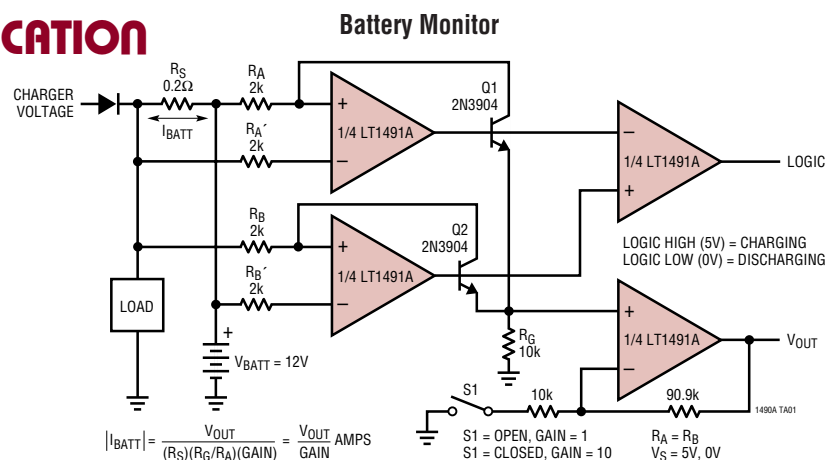 CATION
Battery Monitor
CHARGER
VOLTAGE
RS
0.2Ω
IBATT
RA
2k
+
–
1/4 LT1491A
Q1
2N3904
RA´
2k
–
+
1/4 LT1491A
LOGIC
RB
2k
+
–
1/4 LT1491A
Q2
2N3904
RB´
2k
LOGIC HIGH (5V) = CHARGING
LOGIC LOW (0V) = DISCHARGING
LOAD
+
VBATT = 12V
RG
10k
+
–
1/4 LT1491A
VOUT
S1
10k
90.9k
1490A TA01
S1 = OPEN, GAIN = 1
S1 = CLOSED, GAIN = 10
RA = RB
VS = 5V, 0V
|IBATT| = VOUT / (RS)(RG/RA)(GAIN) = VOUT / GAIN AMPS